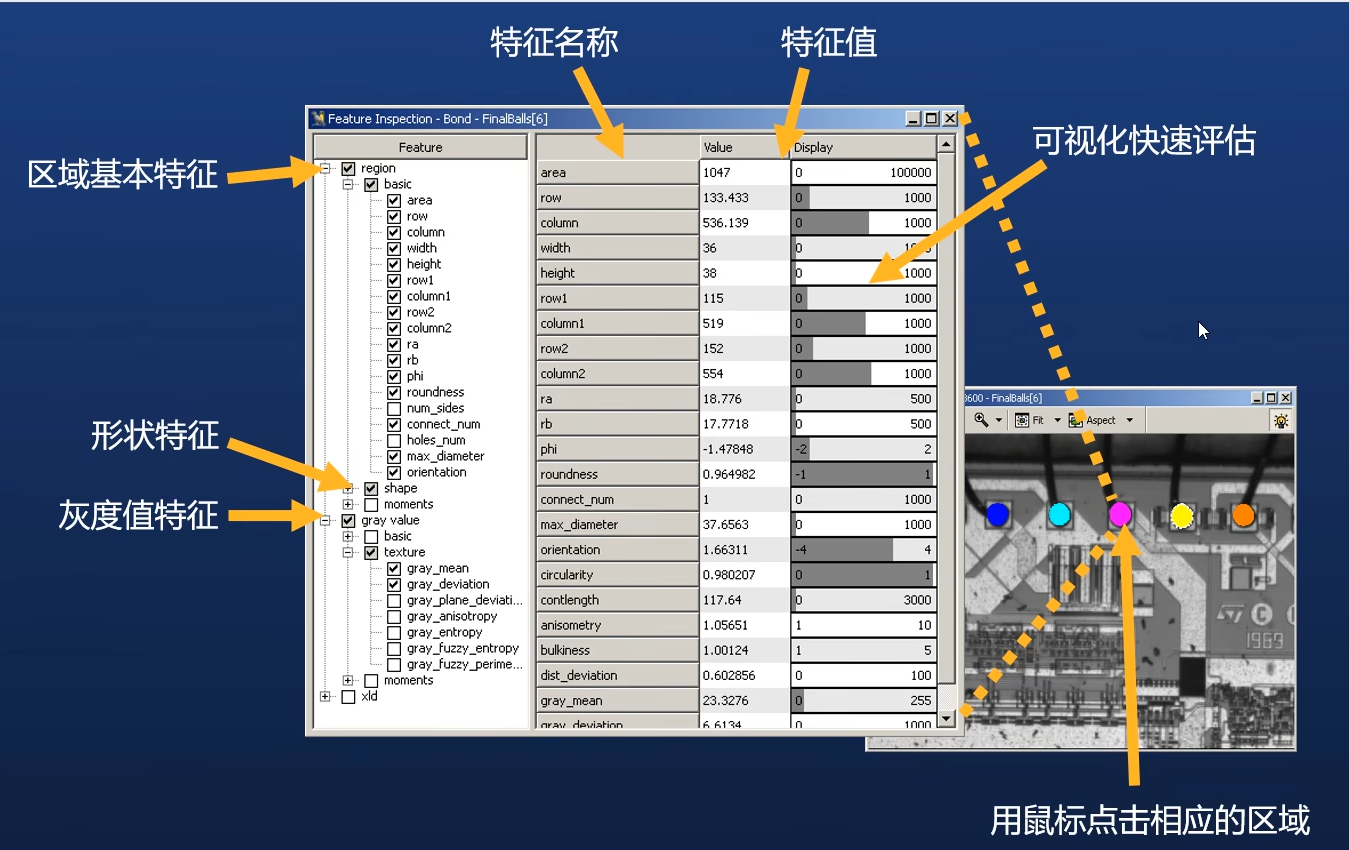 特征名称
特征值
Feature Inspection - Bond - FinalBalls[6]
可视化快速评估
区域基本特征
形状特征
灰度值特征
Feature
region
basic
area
row
column
width
height
row1
column1
row2
column2
ra
rb
phi
roundness
num_sides
connect_num
holes_num
max_diameter
orientation
shape
moments
gray value
basic
texture
gray_mean
gray_deviation
gray_plane_deviati...
gray_anisotropy
gray_entropy
gray_fuzzy_entropy
gray_fuzzy_perime...
moments
xld
Value Display
area 1047 0 100000
row 133.433 0 1000
column 536.139 0 1000
width 36 0
height 38 0 1000
row1 115 0 1000
column1 519 0 1000
row2 152 0 1000
column2 554 0 1000
ra 18.776 0 500
rb 17.7718 0 500
phi -1.47848 -2 2
roundness 0.964982 -1 1
connect_num 1 0 1000
max_diameter 37.6563 0 1000
orientation 1.66311 -4 4
circularity 0.980207 0 1
contlength 117.64 0 3000
anisometry 1.05651 1 10
bulkiness 1.00124 1 5
dist_deviation 0.602856 0 100
gray_mean 23.3276 0 255
gray_deviation 6.6134 0 1000
3600 - FinalBalls[6]
Fit Aspect
1969
用鼠标点击相应的区域